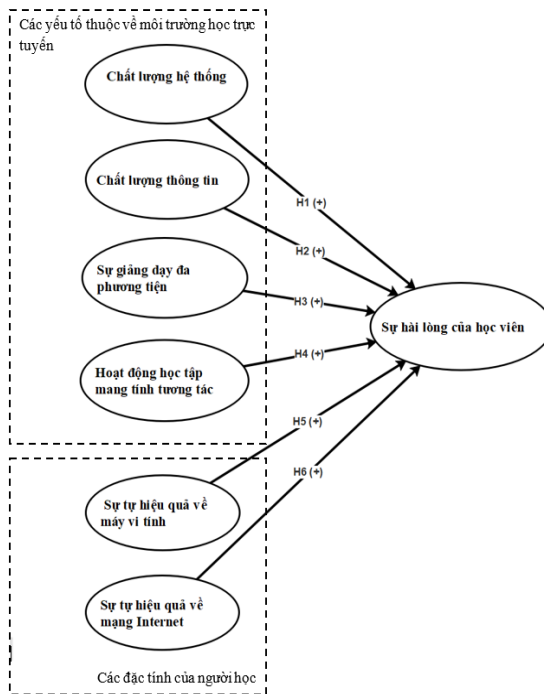 Các yếu tố thuộc về môi trường học trực
tuyến
Chất lượng hệ thống
H1 (+)
Chất lượng thông tin
H2 (+)
Sự giảng dạy đa
phương tiện
H3 (+)
Sự hài lòng của học viên
Hoạt động học tập
mang tính tương tác
H4 (+)
H5 (+)
H6 (+)
Sự tự hiệu quả về
máy vi tính
Sự tự hiệu quả về
mạng Internet
Các đặc tính của người học